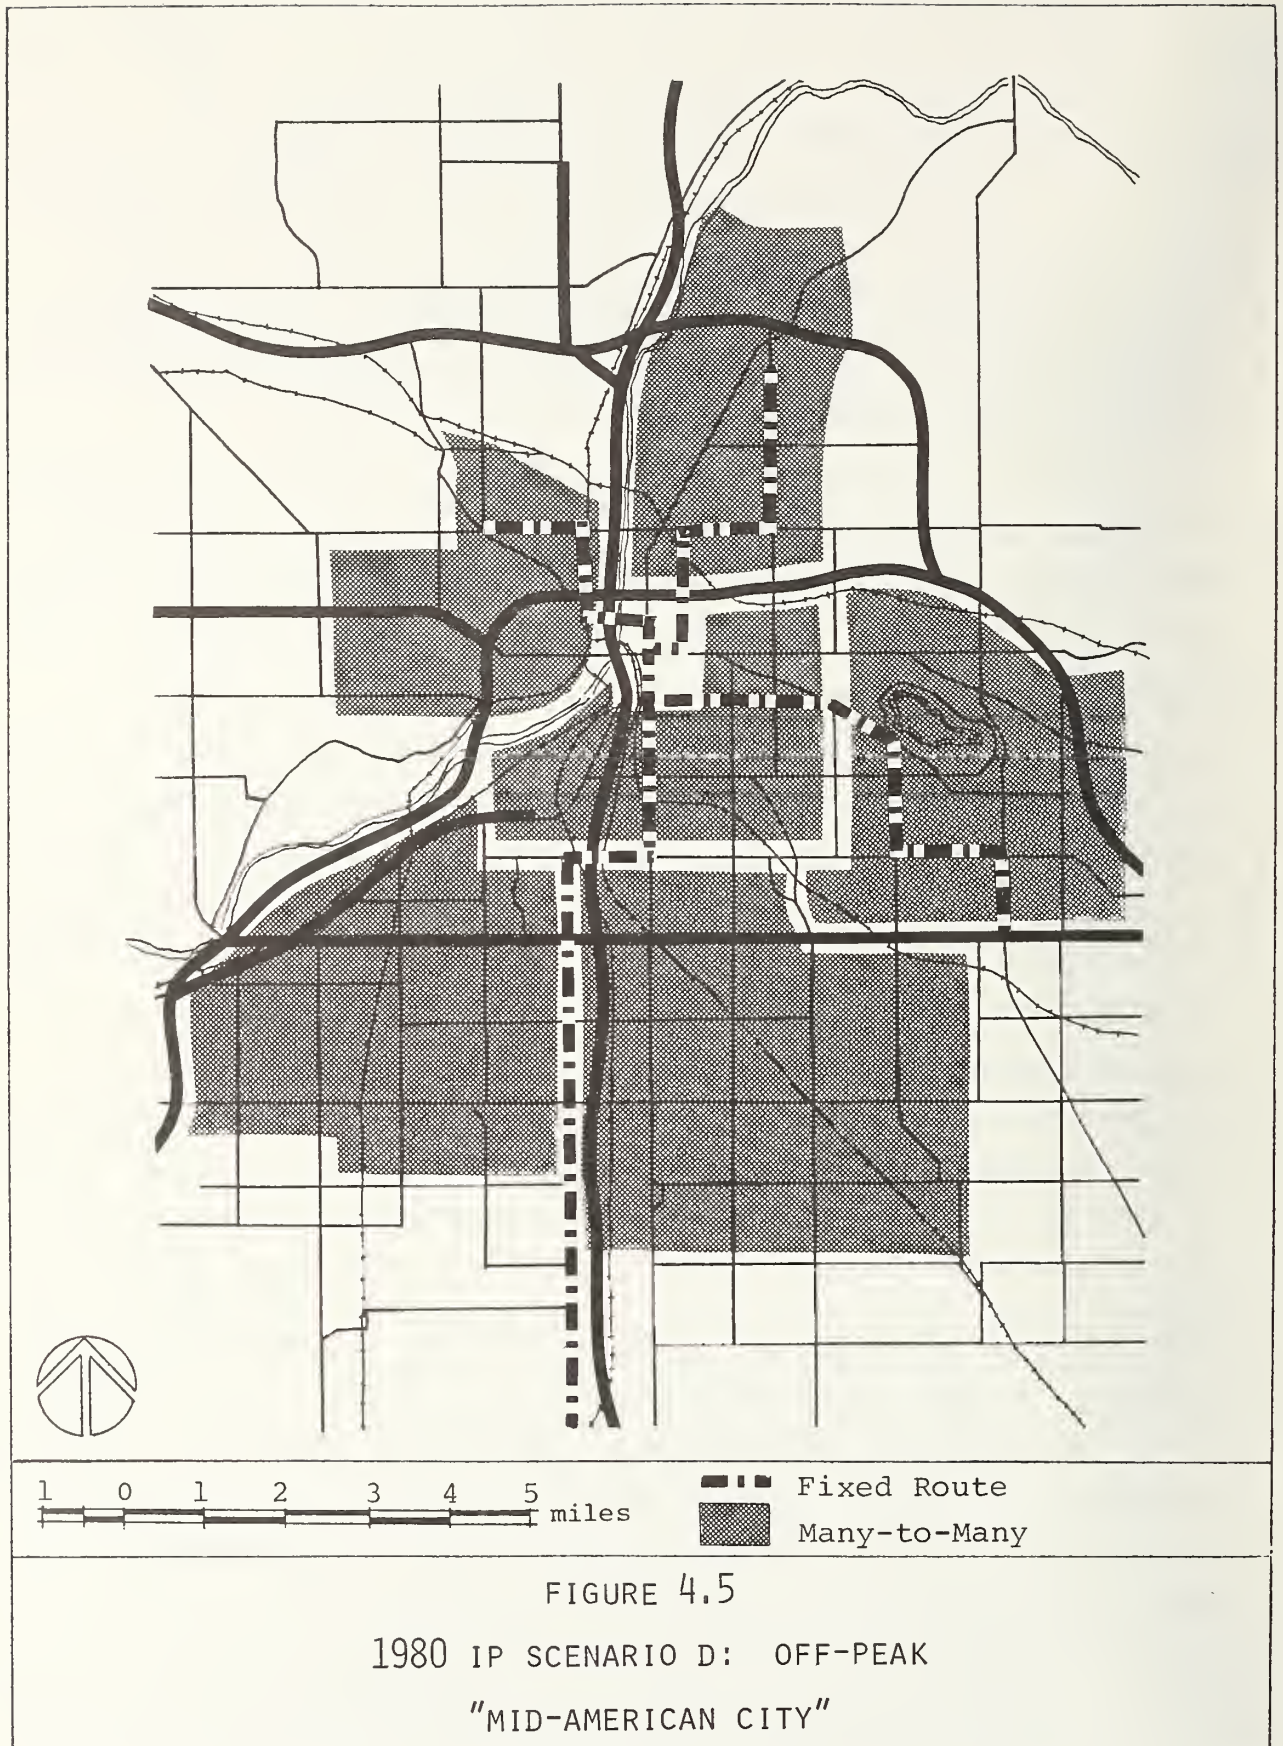 1 0 1 2 3 4 5 miles
Fixed Route
Many-to-Many
FIGURE 4.5
1980 IP SCENARIO D: OFF-PEAK
"MID-AMERICAN CITY"